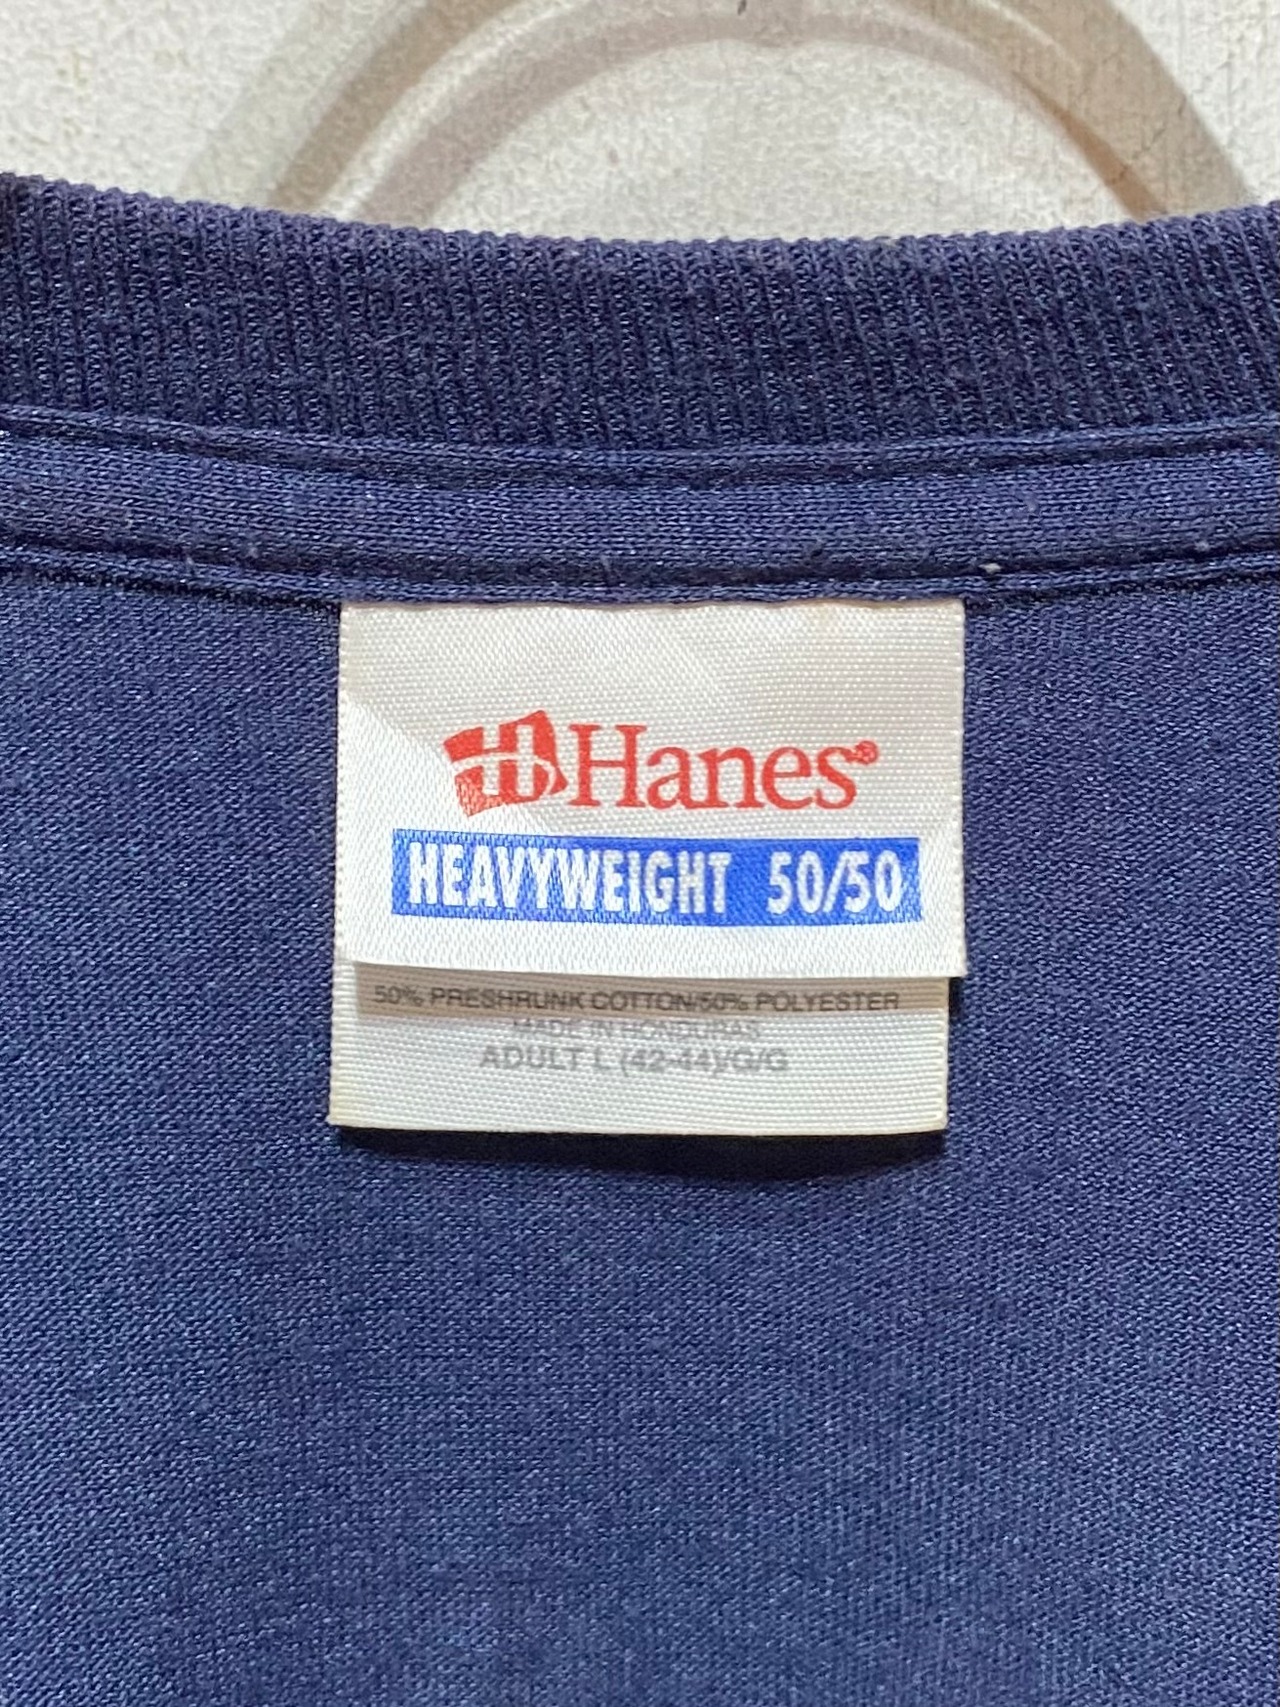 H Hanes®
HEAVYWEIGHT 50/50
50% PRESHRUNK COTTON/50% POLYESTER
MADE IN HONDURAS
ADULT L (42-44)/G/G